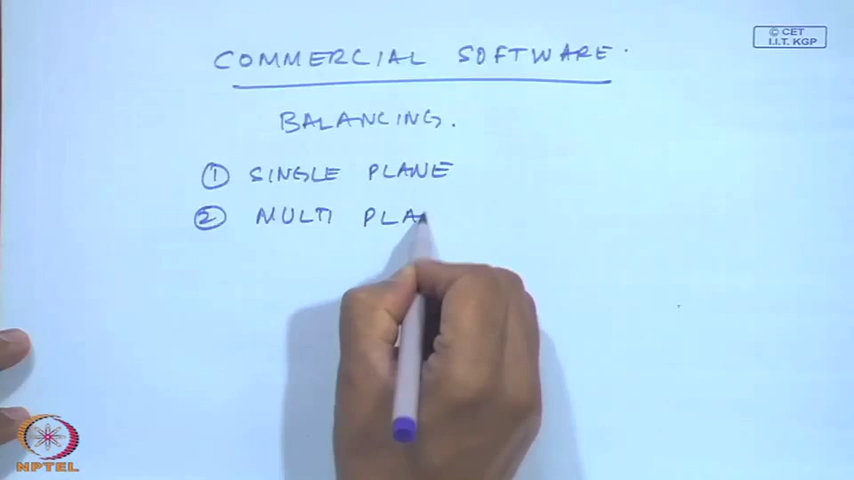 © CET
I.I.T. KGP
COMMERCIAL SOFTWARE.
BALANCING.
① SINGLE PLANE
② MULTI PLA
NPTEL